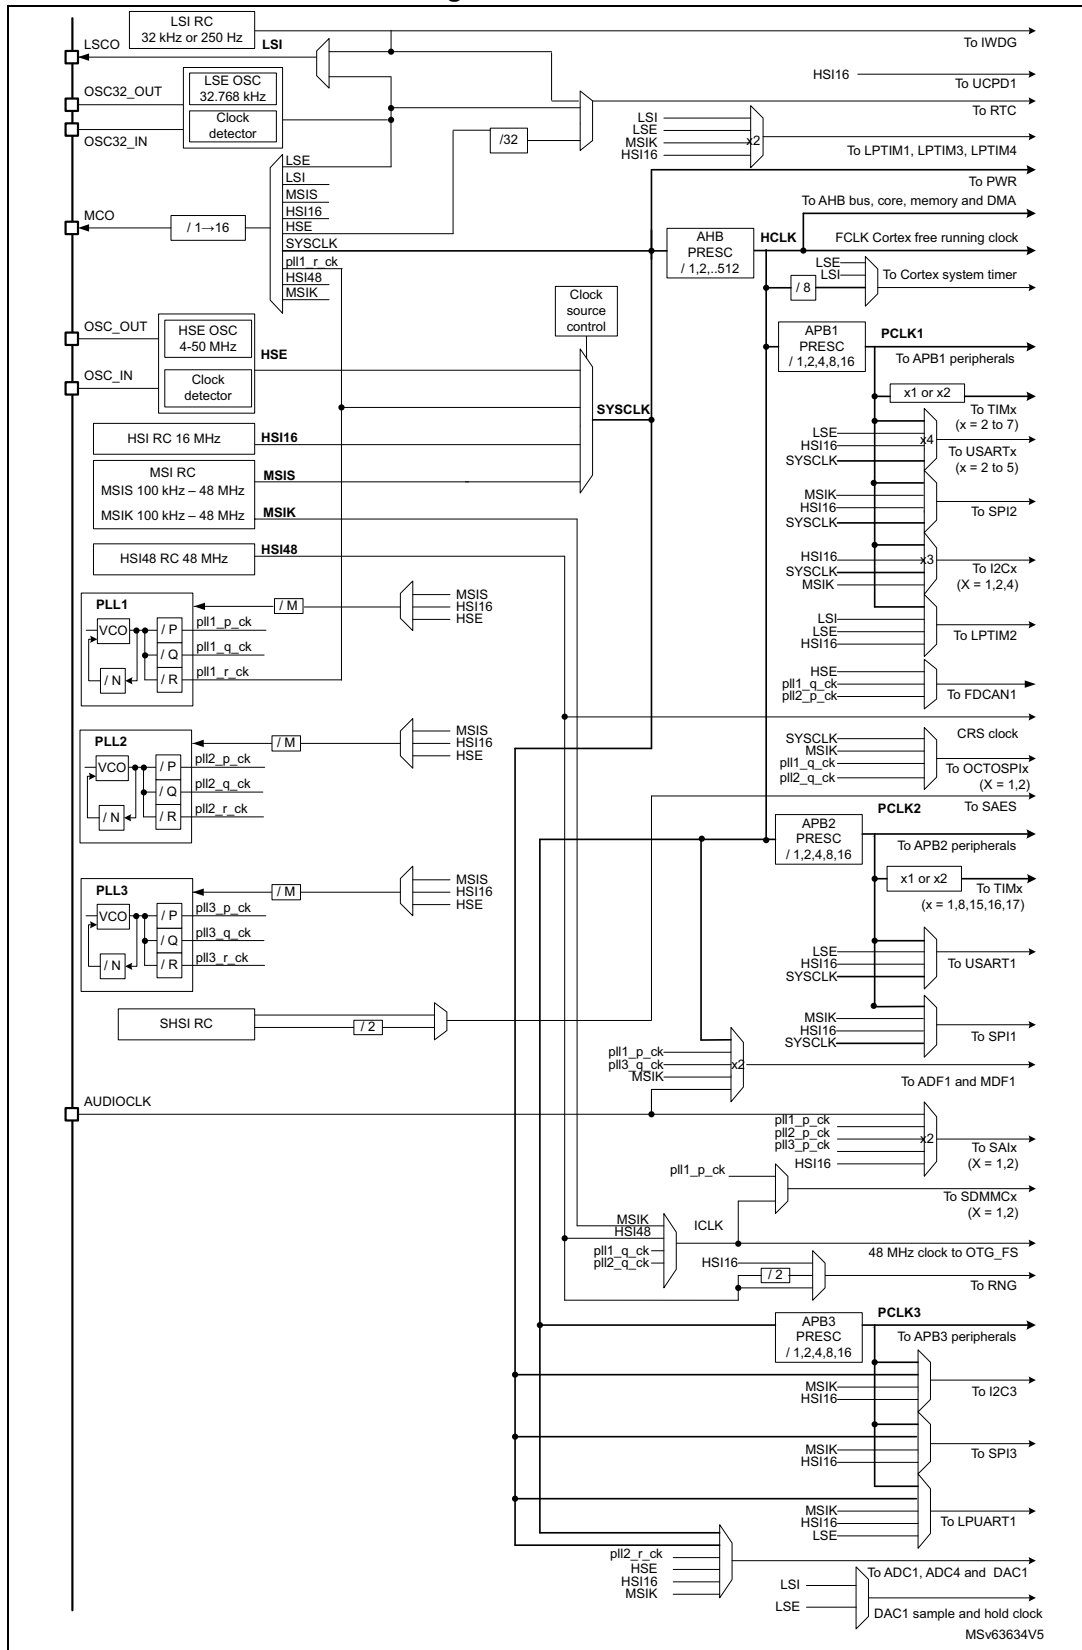 LSI RC
32 kHz or 250 Hz
LSCO
LSI
To IWDG
LSE OSC
32.768 kHz
OSC32_OUT
Clock
detector
OSC32_IN
HSI16
To UCPD1
To RTC
/32
LSI
LSE
MSIK
HSI16
x2
To LPTIM1, LPTIM3, LPTIM4
To PWR
MCO
/ 1→16
LSE
LSI
MSIS
HSI16
HSE
SYSCLK
pll1_r_ck
HSI48
MSIK
To AHB bus, core, memory and DMA
AHB
PRESC
/ 1,2,..512
HCLK
FCLK Cortex free running clock
LSE
LSI
/ 8
To Cortex system timer
Clock
source
control
OSC_OUT
HSE OSC
4-50 MHz
HSE
OSC_IN
Clock
detector
SYSCLK
HSI RC 16 MHz
HSI16
MSI RC
MSIS 100 kHz – 48 MHz
MSIK 100 kHz – 48 MHz
MSIS
MSIK
HSI48 RC 48 MHz
HSI48
APB1
PRESC
/ 1,2,4,8,16
PCLK1
To APB1 peripherals
x1 or x2
To TIMx
(x = 2 to 7)
LSE
HSI16
SYSCLK
x4
To USARTx
(x = 2 to 5)
MSIK
HSI16
SYSCLK
To SPI2
HSI16
SYSCLK
MSIK
x3
To I2Cx
(X = 1,2,4)
LSI
LSE
HSI16
To LPTIM2
HSE
pll1_q_ck
pll2_p_ck
To FDCAN1
CRS clock
PLL1
VCO
/ N
/ P
/ Q
/ R
pll1_p_ck
pll1_q_ck
pll1_r_ck
/ M
MSIS
HSI16
HSE
PLL2
VCO
/ N
/ P
/ Q
/ R
pll2_p_ck
pll2_q_ck
pll2_r_ck
/ M
MSIS
HSI16
HSE
SYSCLK
MSIK
pll1_q_ck
pll2_q_ck
To OCTOSPIx
(X = 1,2)
To SAES
PLL3
VCO
/ N
/ P
/ Q
/ R
pll3_p_ck
pll3_q_ck
pll3_r_ck
/ M
MSIS
HSI16
HSE
APB2
PRESC
/ 1,2,4,8,16
PCLK2
To APB2 peripherals
x1 or x2
To TIMx
(x = 1,8,15,16,17)
LSE
HSI16
SYSCLK
To USART1
SHSI RC
/ 2
MSIK
HSI16
SYSCLK
To SPI1
pll1_p_ck
pll3_q_ck
MSIK
x2
To ADF1 and MDF1
AUDIOCLK
pll1_p_ck
pll2_p_ck
pll3_p_ck
HSI16
x2
To SAIx
(X = 1,2)
pll1_p_ck
To SDMMCx
(X = 1,2)
MSIK
HSI48
pll1_q_ck
pll2_q_ck
ICLK
48 MHz clock to OTG_FS
HSI16
/ 2
To RNG
APB3
PRESC
/ 1,2,4,8,16
PCLK3
To APB3 peripherals
MSIK
HSI16
To I2C3
MSIK
HSI16
To SPI3
MSIK
HSI16
LSE
To LPUART1
pll2_r_ck
HSE
HSI16
MSIK
To ADC1, ADC4 and DAC1
LSI
LSE
DAC1 sample and hold clock
MSv63634V5